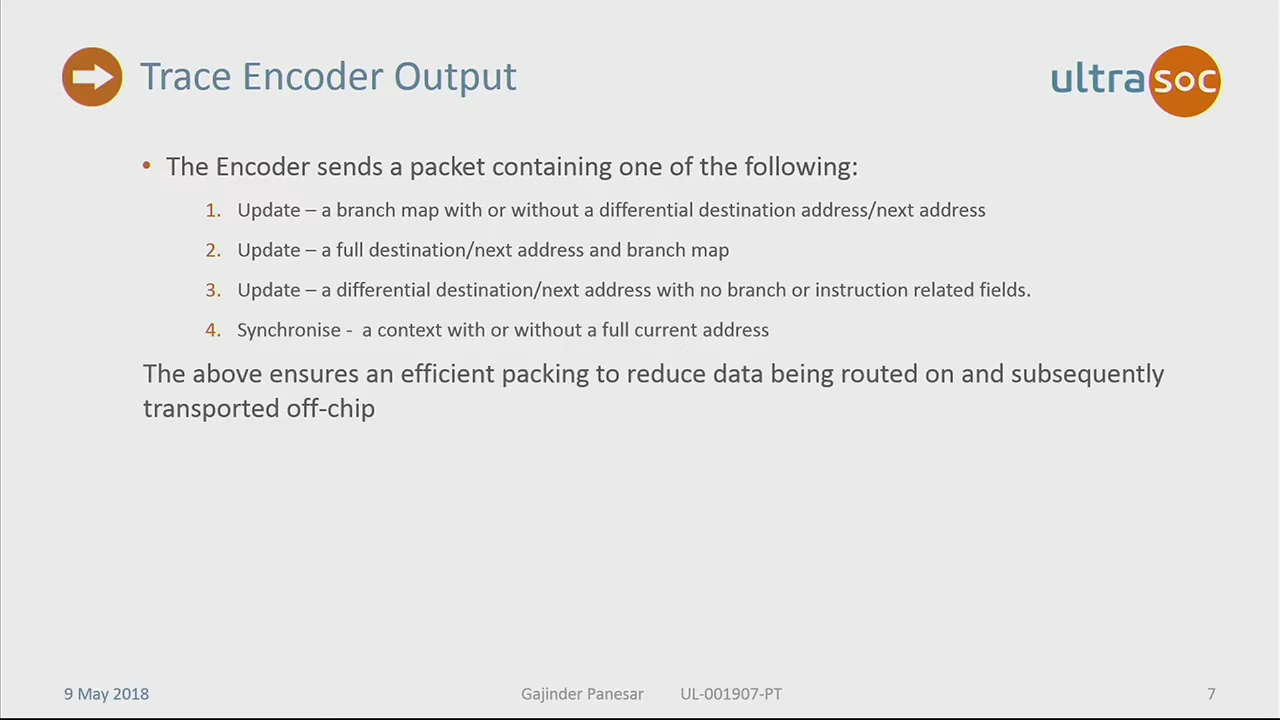 Trace Encoder Output
ultrasoc
• The Encoder sends a packet containing one of the following:
1. Update – a branch map with or without a differential destination address/next address
2. Update – a full destination/next address and branch map
3. Update – a differential destination/next address with no branch or instruction related fields.
4. Synchronise - a context with or without a full current address
The above ensures an efficient packing to reduce data being routed on and subsequently
transported off-chip
9 May 2018
Gajinder Panesar
UL-001907-PT
7